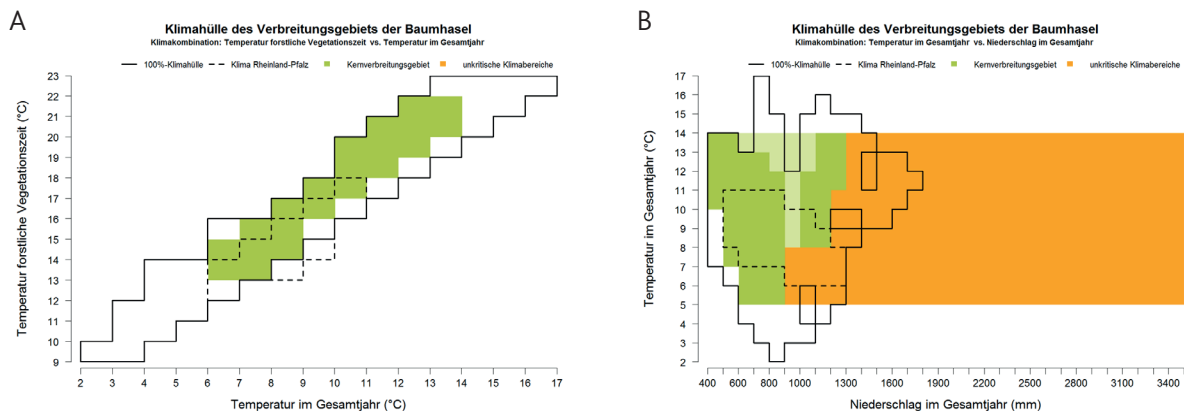 A
Klimahülle des Verbreitungsgebiets der Baumhasel
Klimakombination: Temperatur forstliche Vegetationszeit vs. Temperatur im Gesamtjahr
100%-Klimahülle Klima Rheinland-Pfalz Kernverbreitungsgebiet unkritische Klimabereiche
Temperatur forstliche Vegetationszeit (°C)
23
22
21
20
19
18
17
16
15
14
13
12
11
10
9
2 3 4 5 6 7 8 9 10 11 12 13 14 15 16 17
Temperatur im Gesamtjahr (°C)
B
Klimahülle des Verbreitungsgebiets der Baumhasel
Klimakombination: Temperatur im Gesamtjahr vs. Niederschlag im Gesamtjahr
100%-Klimahülle Klima Rheinland-Pfalz Kernverbreitungsgebiet unkritische Klimabereiche
Temperatur im Gesamtjahr (°C)
17
16
15
14
13
12
11
10
9
8
7
6
5
4
3
2
400 600 800 1000 1300 1600 1900 2200 2500 2800 3100 3400
Niederschlag im Gesamtjahr (mm)